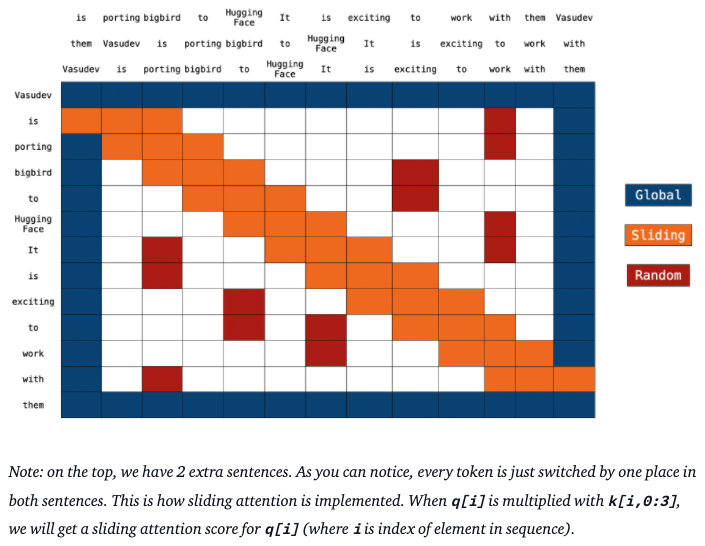 is porting bigbird to Hugging Face It is exciting to work with them Vasudev
them Vasudev is porting bigbird to Hugging Face It is exciting to work with
Vasudev is porting bigbird to Hugging Face It is exciting to work with them
Vasudev
is
porting
bigbird
to
Hugging
Face
It
is
exciting
to
work
with
them
Global
Sliding
Random
Note: on the top, we have 2 extra sentences. As you can notice, every token is just switched by one place in
both sentences. This is how sliding attention is implemented. When q[i] is multiplied with k[i,0:3],
we will get a sliding attention score for q[i] (where i is index of element in sequence).